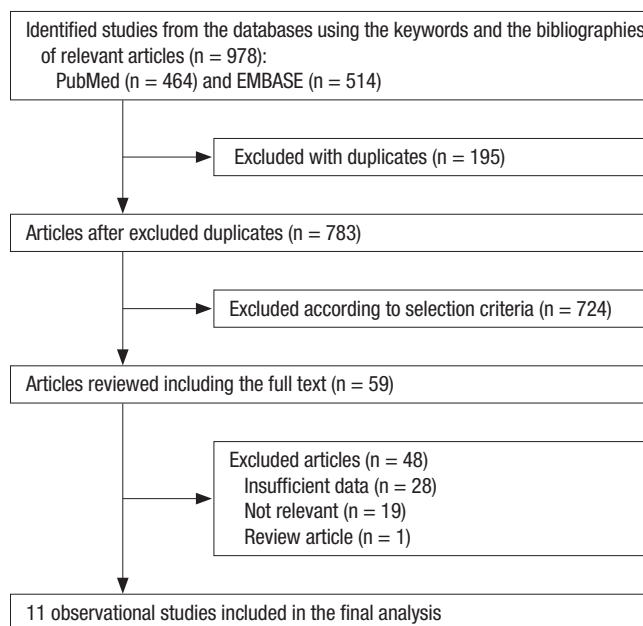 Identified studies from the databases using the keywords and the bibliographies
of relevant articles (n = 978):
PubMed (n = 464) and EMBASE (n = 514)
Excluded with duplicates (n = 195)
Articles after excluded duplicates (n = 783)
Excluded according to selection criteria (n = 724)
Articles reviewed including the full text (n = 59)
Excluded articles (n = 48)
Insufficient data (n = 28)
Not relevant (n = 19)
Review article (n = 1)
11 observational studies included in the final analysis